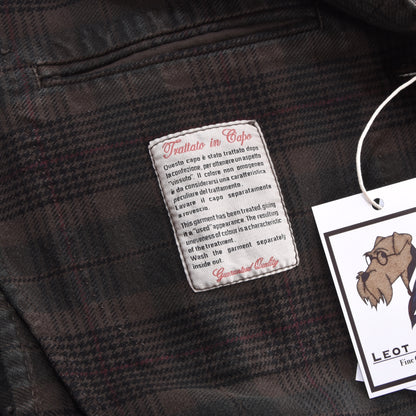 Trattato in Capo
Questo capo è stato trattato dopo
la confezione, per ottenere un aspetto
"vissuto". Il colore non omogeneo
è da considerarsi una caratteristica
peculiare del trattamento.
Lavare il capo separatamente
a rovescio.
This garment has been treated, giving
it a "used" appearance. The resulting
uneveness of colour is a characteristic
of the treatment.
Wash the garment separately
inside out.
Guaranteed Quality
LEOT
Fine